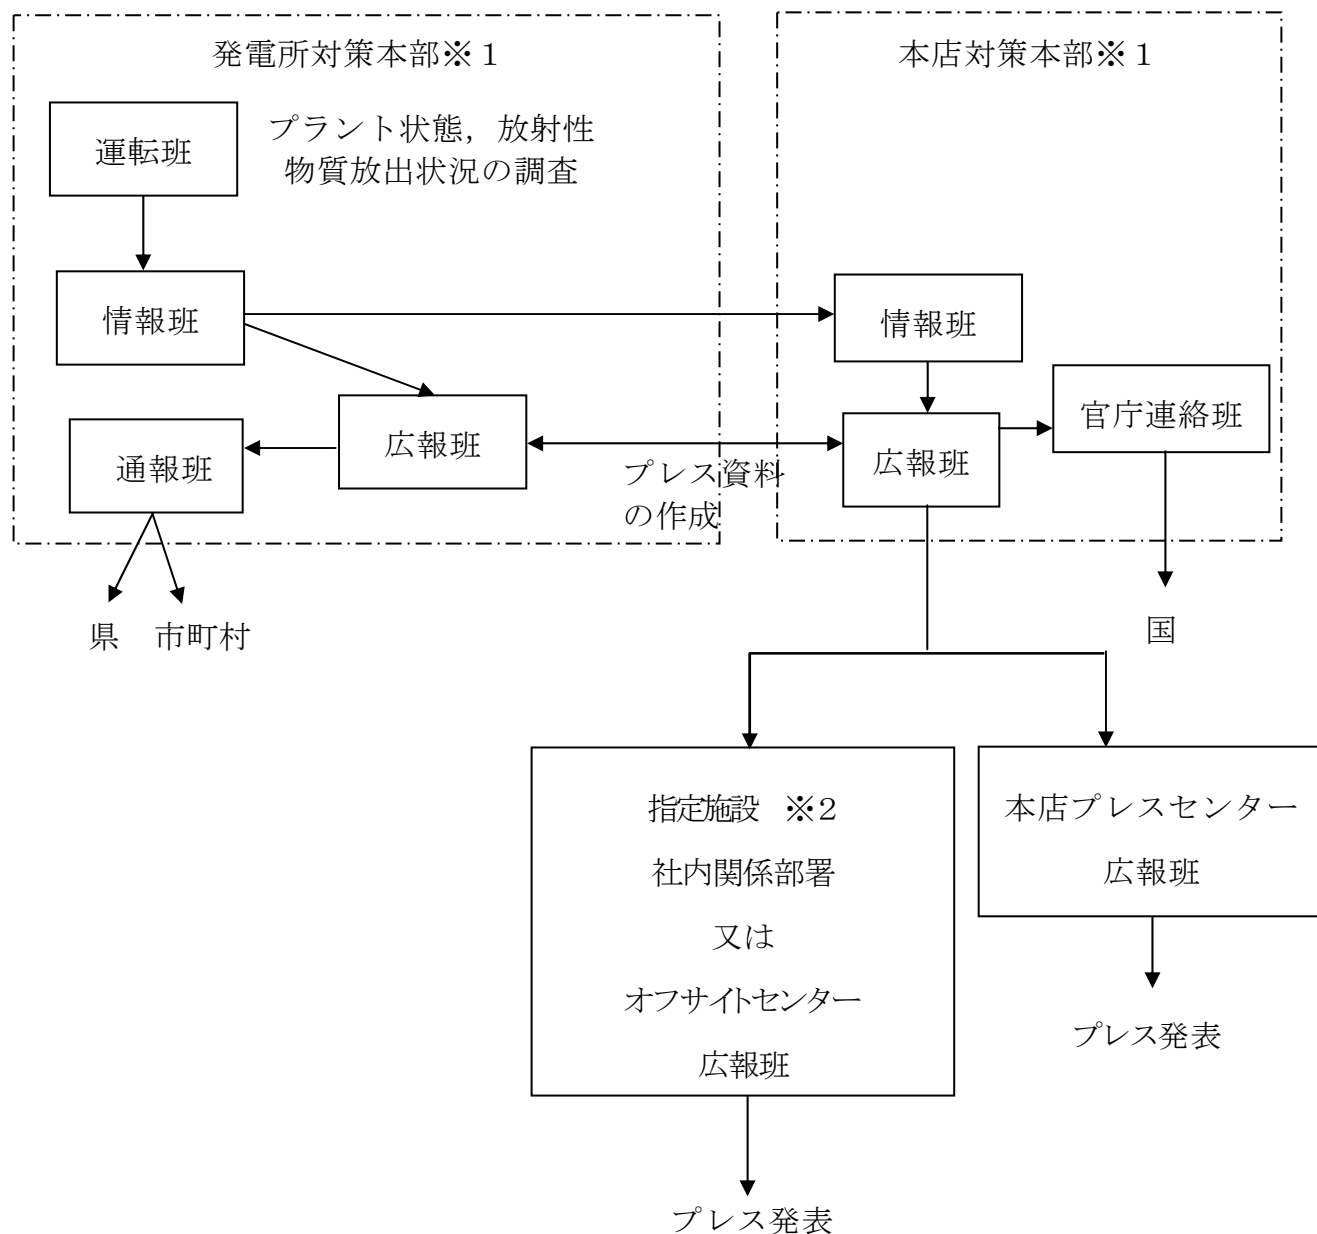 発電所対策本部※１
本店対策本部※１
運転班
プラント状態，放射性
物質放出状況の調査
情報班
情報班
広報班
通報班
プレス資料
の作成
広報班
官庁連絡班
県　市町村
国
指定施設　※２
社内関係部署
又は
オフサイトセンター
広報班
本店プレスセンター
広報班
プレス発表
プレス発表